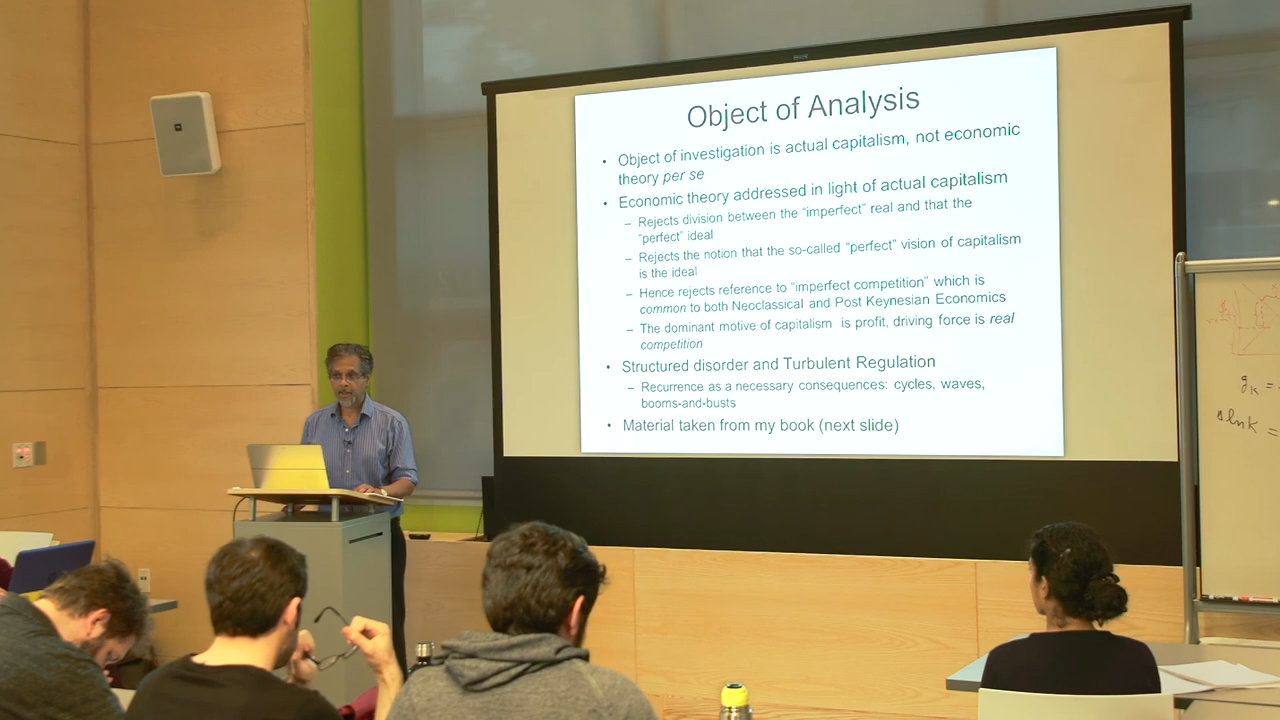 Object of Analysis
• Object of investigation is actual capitalism, not economic
theory per se
• Economic theory addressed in light of actual capitalism
– Rejects division between the "imperfect" real and that the
"perfect" ideal
– Rejects the notion that the so-called "perfect" vision of capitalism
is the ideal
– Hence rejects reference to "imperfect competition" which is
common to both Neoclassical and Post Keynesian Economics
– The dominant motive of capitalism is profit, driving force is real
competition
• Structured disorder and Turbulent Regulation
– Recurrence as a necessary consequences: cycles, waves,
booms-and-busts
• Material taken from my book (next slide)
gK =